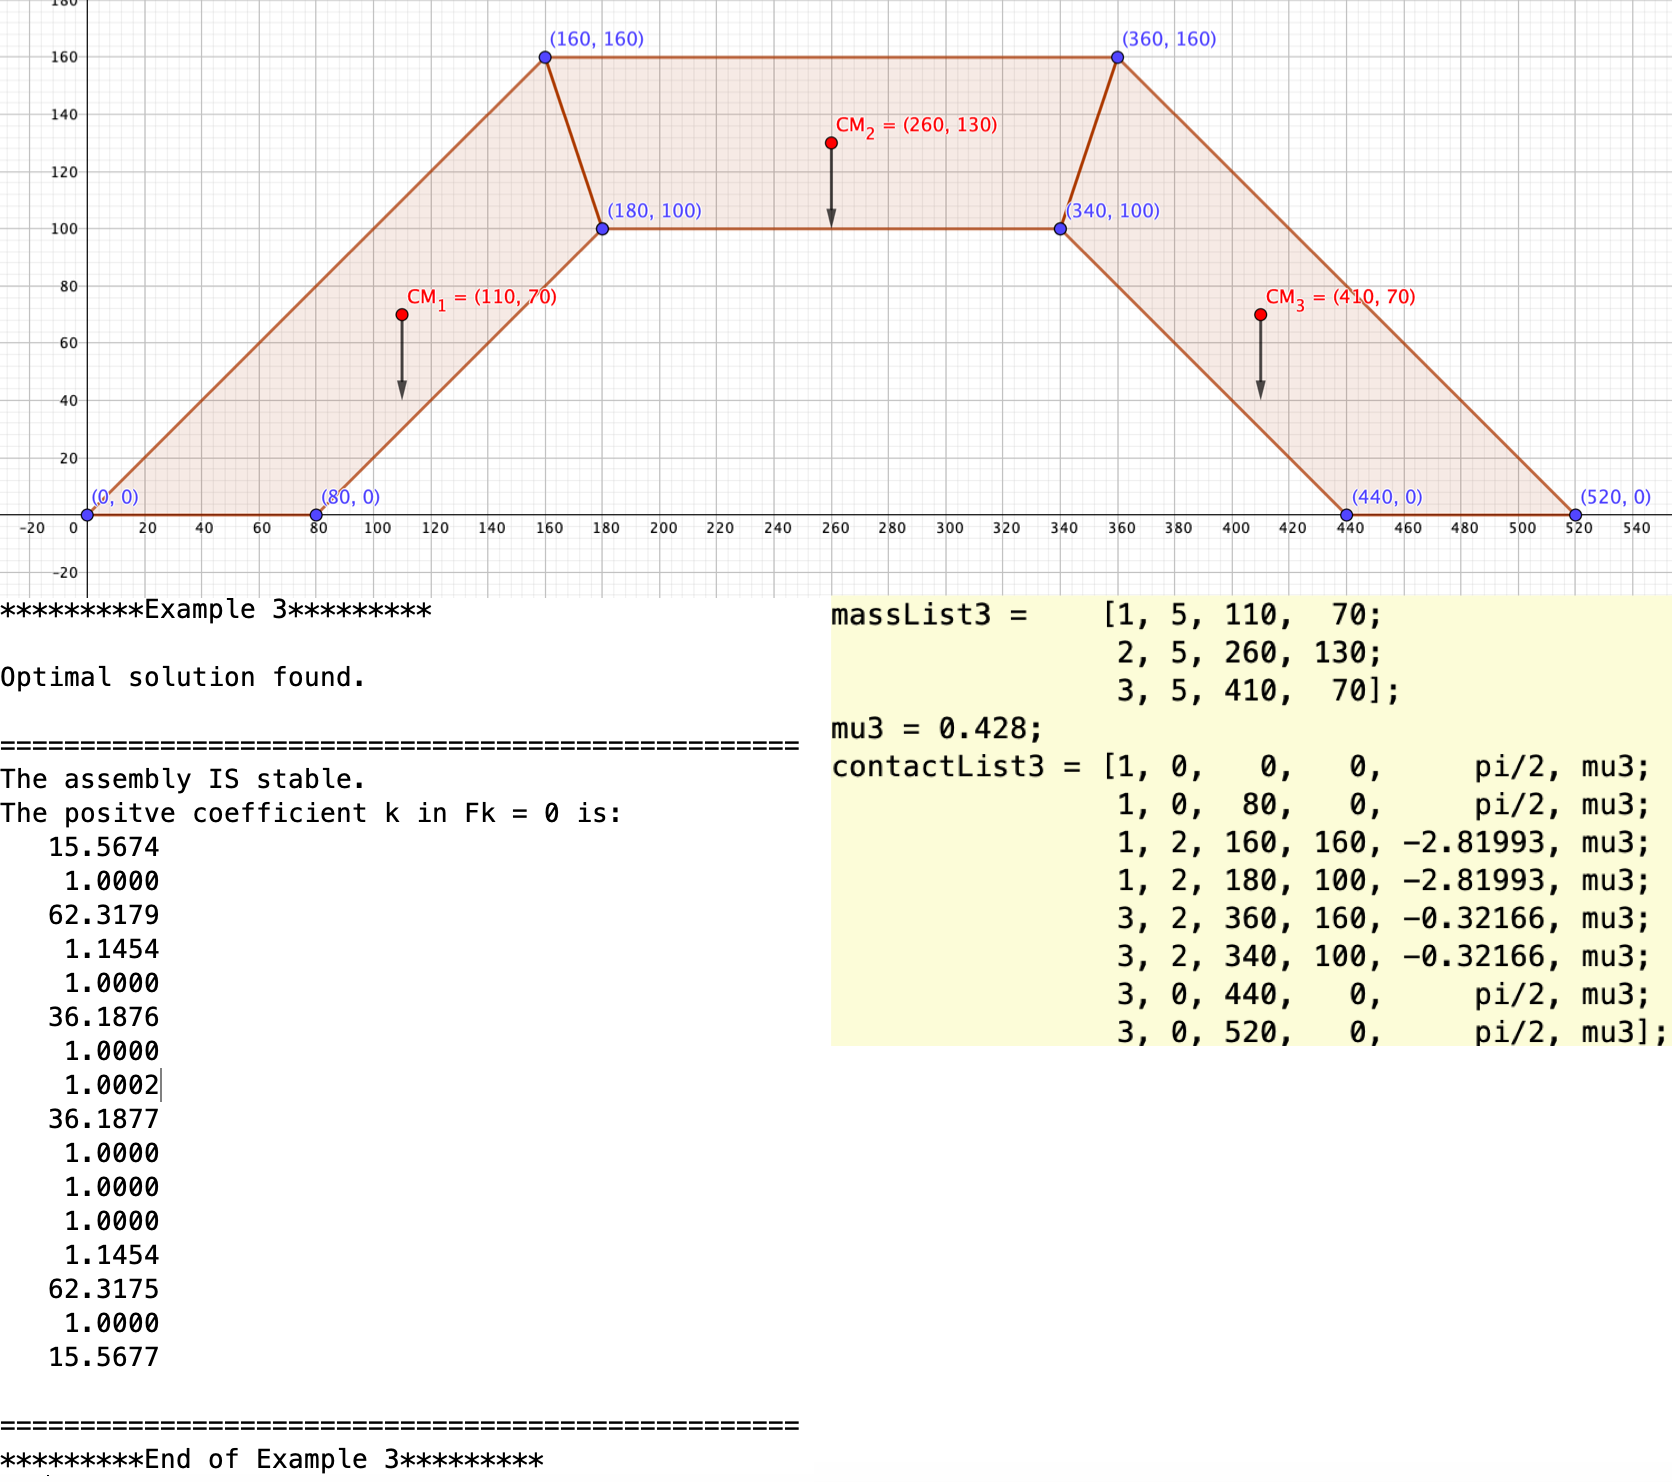 180
(160, 160)
(360, 160)
160
140
CM2 = (260, 130)
120
(180, 100)
(340, 100)
100
80
CM1 = (110, 70)
CM3 = (410, 70)
60
40
20
(0, 0)
(80, 0)
(440, 0)
(520, 0)
-20 0 20 40 60 80 100 120 140 160 180 200 220 240 260 280 300 320 340 360 380 400 420 440 460 480 500 520 540
-20
*********Example 3*********
Optimal solution found.
==================================================
The assembly IS stable.
The positve coefficient k in Fk = 0 is:
15.5674
1.0000
62.3179
1.1454
1.0000
36.1876
1.0000
1.0002
36.1877
1.0000
1.0000
1.0000
1.1454
62.3175
1.0000
15.5677
==================================================
*********End of Example 3*********
massList3 = [1, 5, 110, 70;
2, 5, 260, 130;
3, 5, 410, 70];
mu3 = 0.428;
contactList3 = [1, 0, 0, 0, pi/2, mu3;
1, 0, 80, 0, pi/2, mu3;
1, 2, 160, 160, -2.81993, mu3;
1, 2, 180, 100, -2.81993, mu3;
3, 2, 360, 160, -0.32166, mu3;
3, 2, 340, 100, -0.32166, mu3;
3, 0, 440, 0, pi/2, mu3;
3, 0, 520, 0, pi/2, mu3];